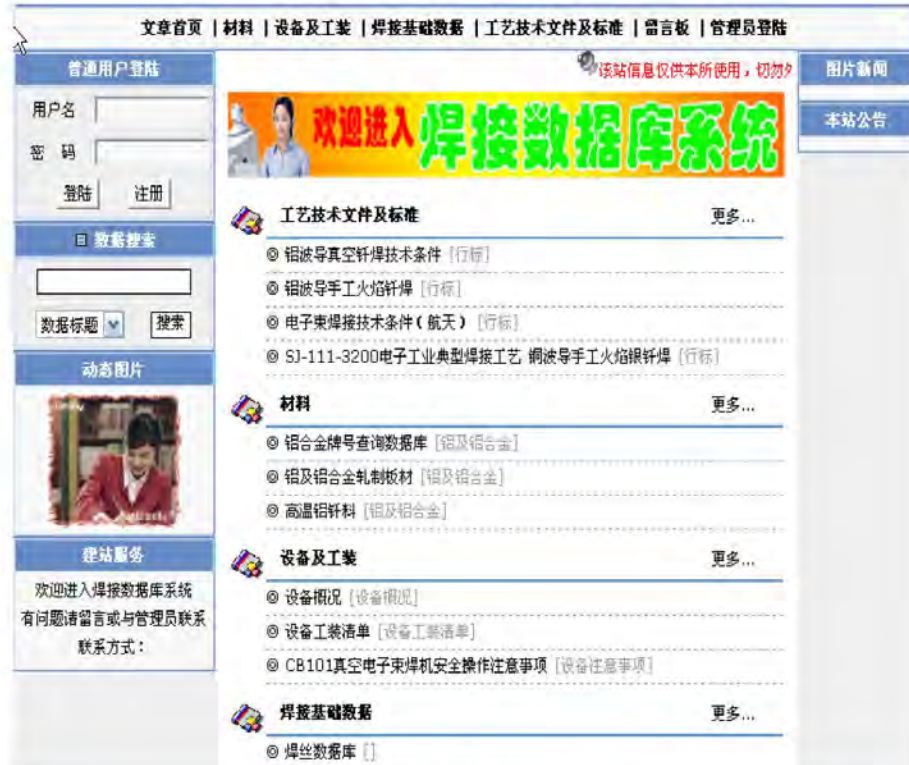 文章首页 | 材料 | 设备及工装 | 焊接基础数据 | 工艺技术文件及标准 | 留言板 | 管理员登陆
普通用户登陆
用户名
密 码
登陆 注册
数据搜索
数据标题 搜索
动态图片
建站服务
欢迎进入焊接数据库系统
有问题请留言或与管理员联系
联系方式：
该站信息仅供本所使用，切勿外
欢迎进入焊接数据库系统
工艺技术文件及标准 更多...
◎ 铝波导真空钎焊技术条件 [行标]
◎ 铝波导手工火焰钎焊 [行标]
◎ 电子束焊接技术条件(航天) [行标]
◎ SJ-111-3200电子工业典型焊接工艺 铜波导手工火焰银钎焊 [行标]
材料 更多...
◎ 铝合金牌号查询数据库 [铝及铝合金]
◎ 铝及铝合金轧制板材 [铝及铝合金]
◎ 高温铝钎料 [铝及铝合金]
设备及工装 更多...
◎ 设备概况 [设备概况]
◎ 设备工装清单 [设备工装清单]
◎ CB101真空电子束焊机安全操作注意事项 [设备注意事项]
焊接基础数据 更多...
◎ 焊丝数据库 []
图片新闻
本站公告